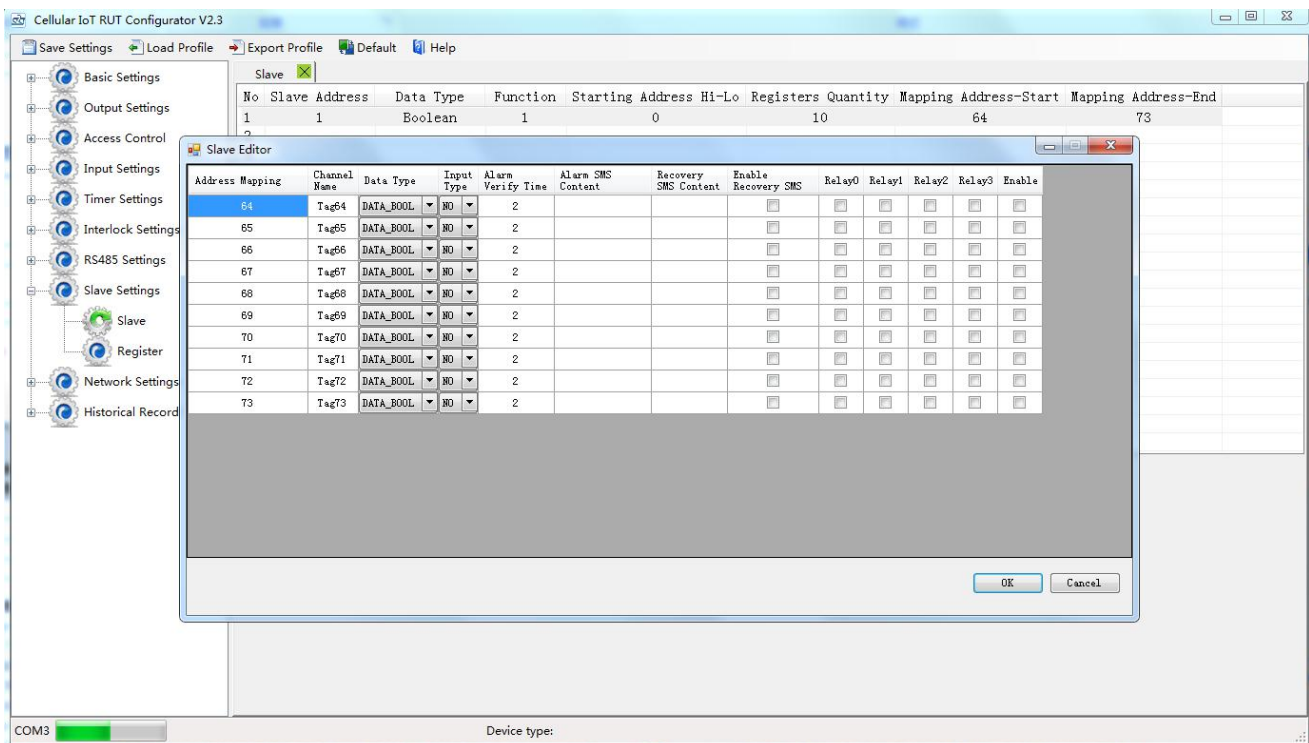 Cellular IoT RUT Configurator V2.3
Save Settings Load Profile Export Profile Default Help
Basic Settings
Output Settings
Access Control
Input Settings
Timer Settings
Interlock Settings
RS485 Settings
Slave Settings
Slave
Register
Network Settings
Historical Record
Slave
No Slave Address Data Type Function Starting Address Hi-Lo Registers Quantity Mapping Address-Start Mapping Address-End
1 1 Boolean 1 0 10 64 73
Slave Editor
Address Mapping Channel Name Data Type Input Type Alarm Verify Time Alarm SMS Content Recovery SMS Content Enable Recovery SMS Relay0 Relay1 Relay2 Relay3 Enable
64 Tag64 DATA_BOOL NO 2
65 Tag65 DATA_BOOL NO 2
66 Tag66 DATA_BOOL NO 2
67 Tag67 DATA_BOOL NO 2
68 Tag68 DATA_BOOL NO 2
69 Tag69 DATA_BOOL NO 2
70 Tag70 DATA_BOOL NO 2
71 Tag71 DATA_BOOL NO 2
72 Tag72 DATA_BOOL NO 2
73 Tag73 DATA_BOOL NO 2
OK Cancel
COM3 Device type: